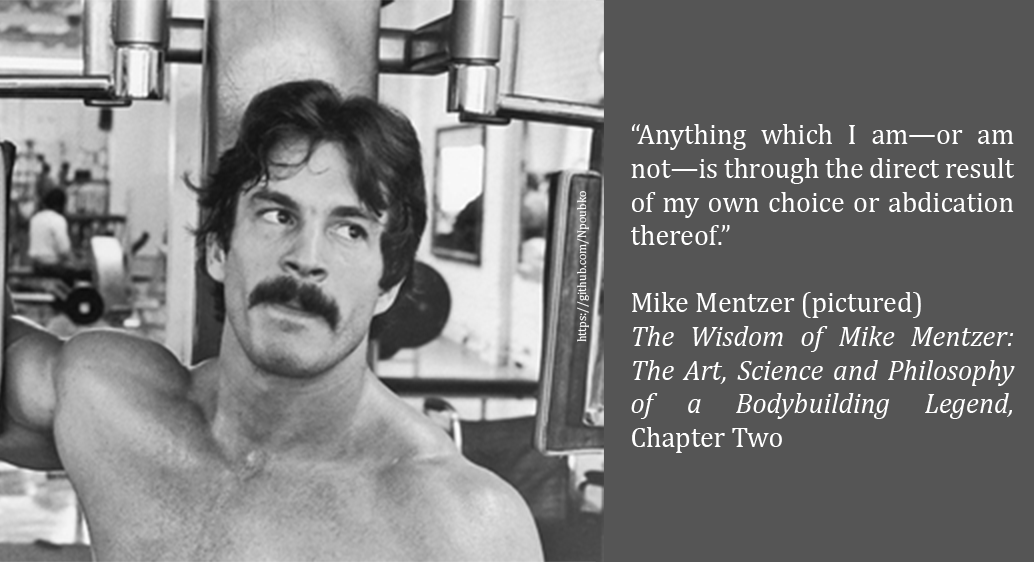 https://github.com/Npoubko
“Anything which I am—or am
not—is through the direct result
of my own choice or abdication
thereof.”
Mike Mentzer (pictured)
The Wisdom of Mike Mentzer:
The Art, Science and Philosophy
of a Bodybuilding Legend,
Chapter Two